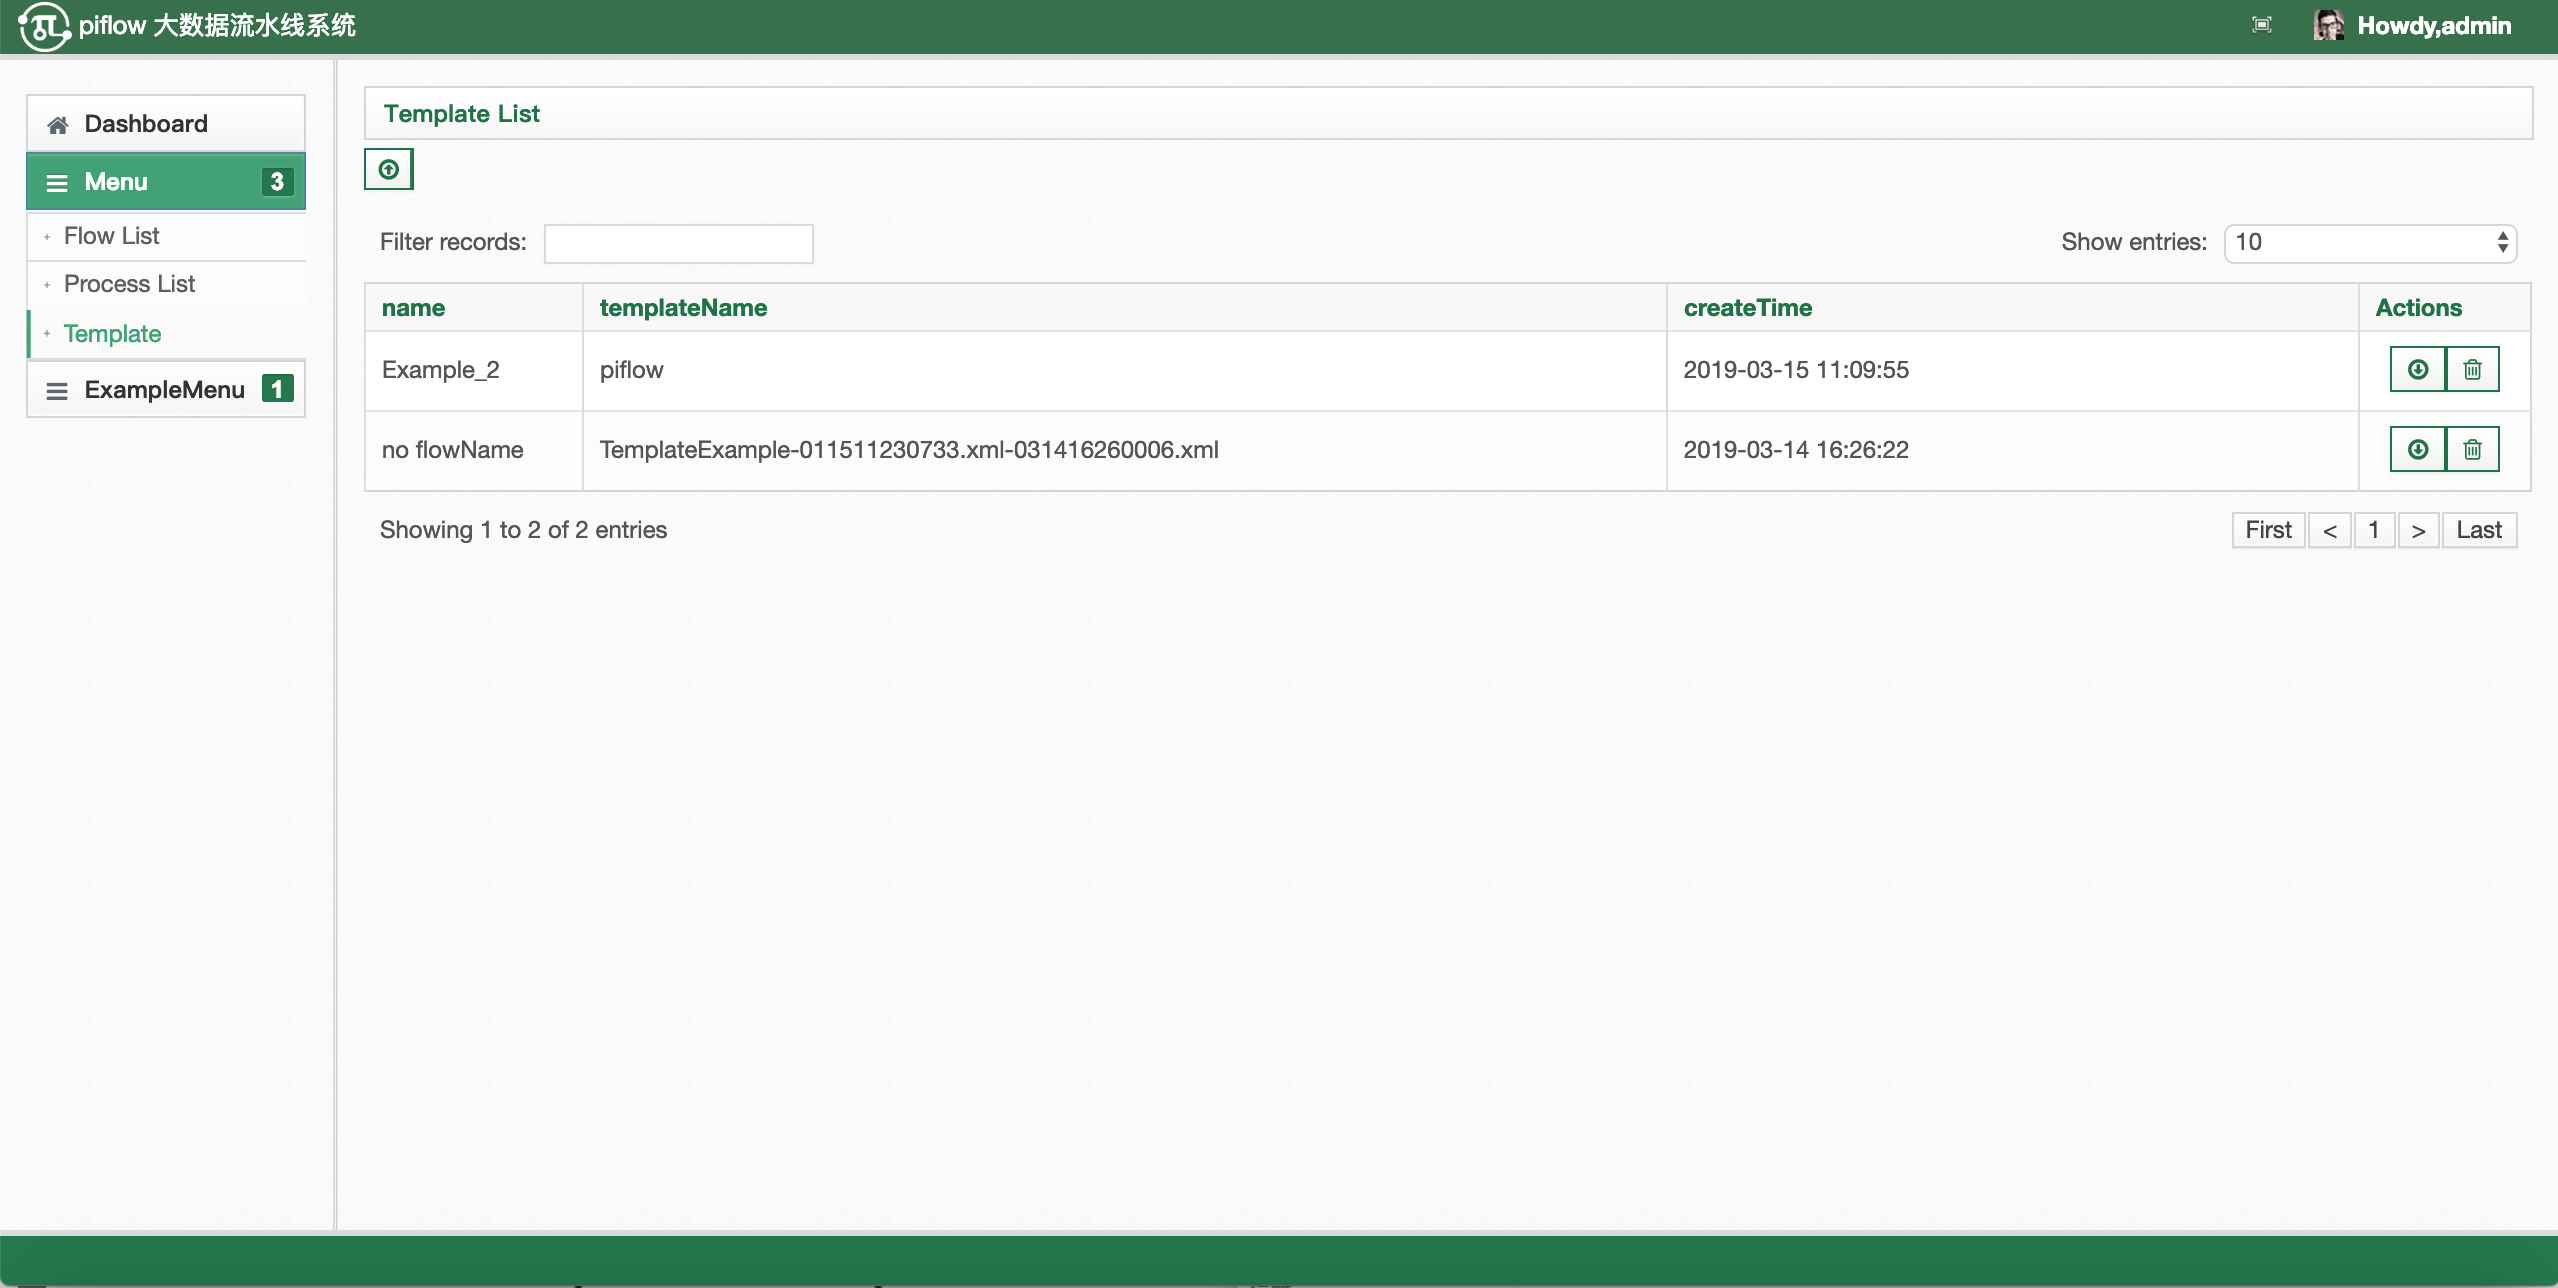 piflow 大数据流水线系统
Howdy,admin
Dashboard
Menu 3
Flow List
Process List
Template
ExampleMenu 1
Template List
Filter records:
Show entries: 10
name templateName createTime Actions
Example_2 piflow 2019-03-15 11:09:55
no flowName TemplateExample-011511230733.xml-031416260006.xml 2019-03-14 16:26:22
Showing 1 to 2 of 2 entries
First < 1 > Last